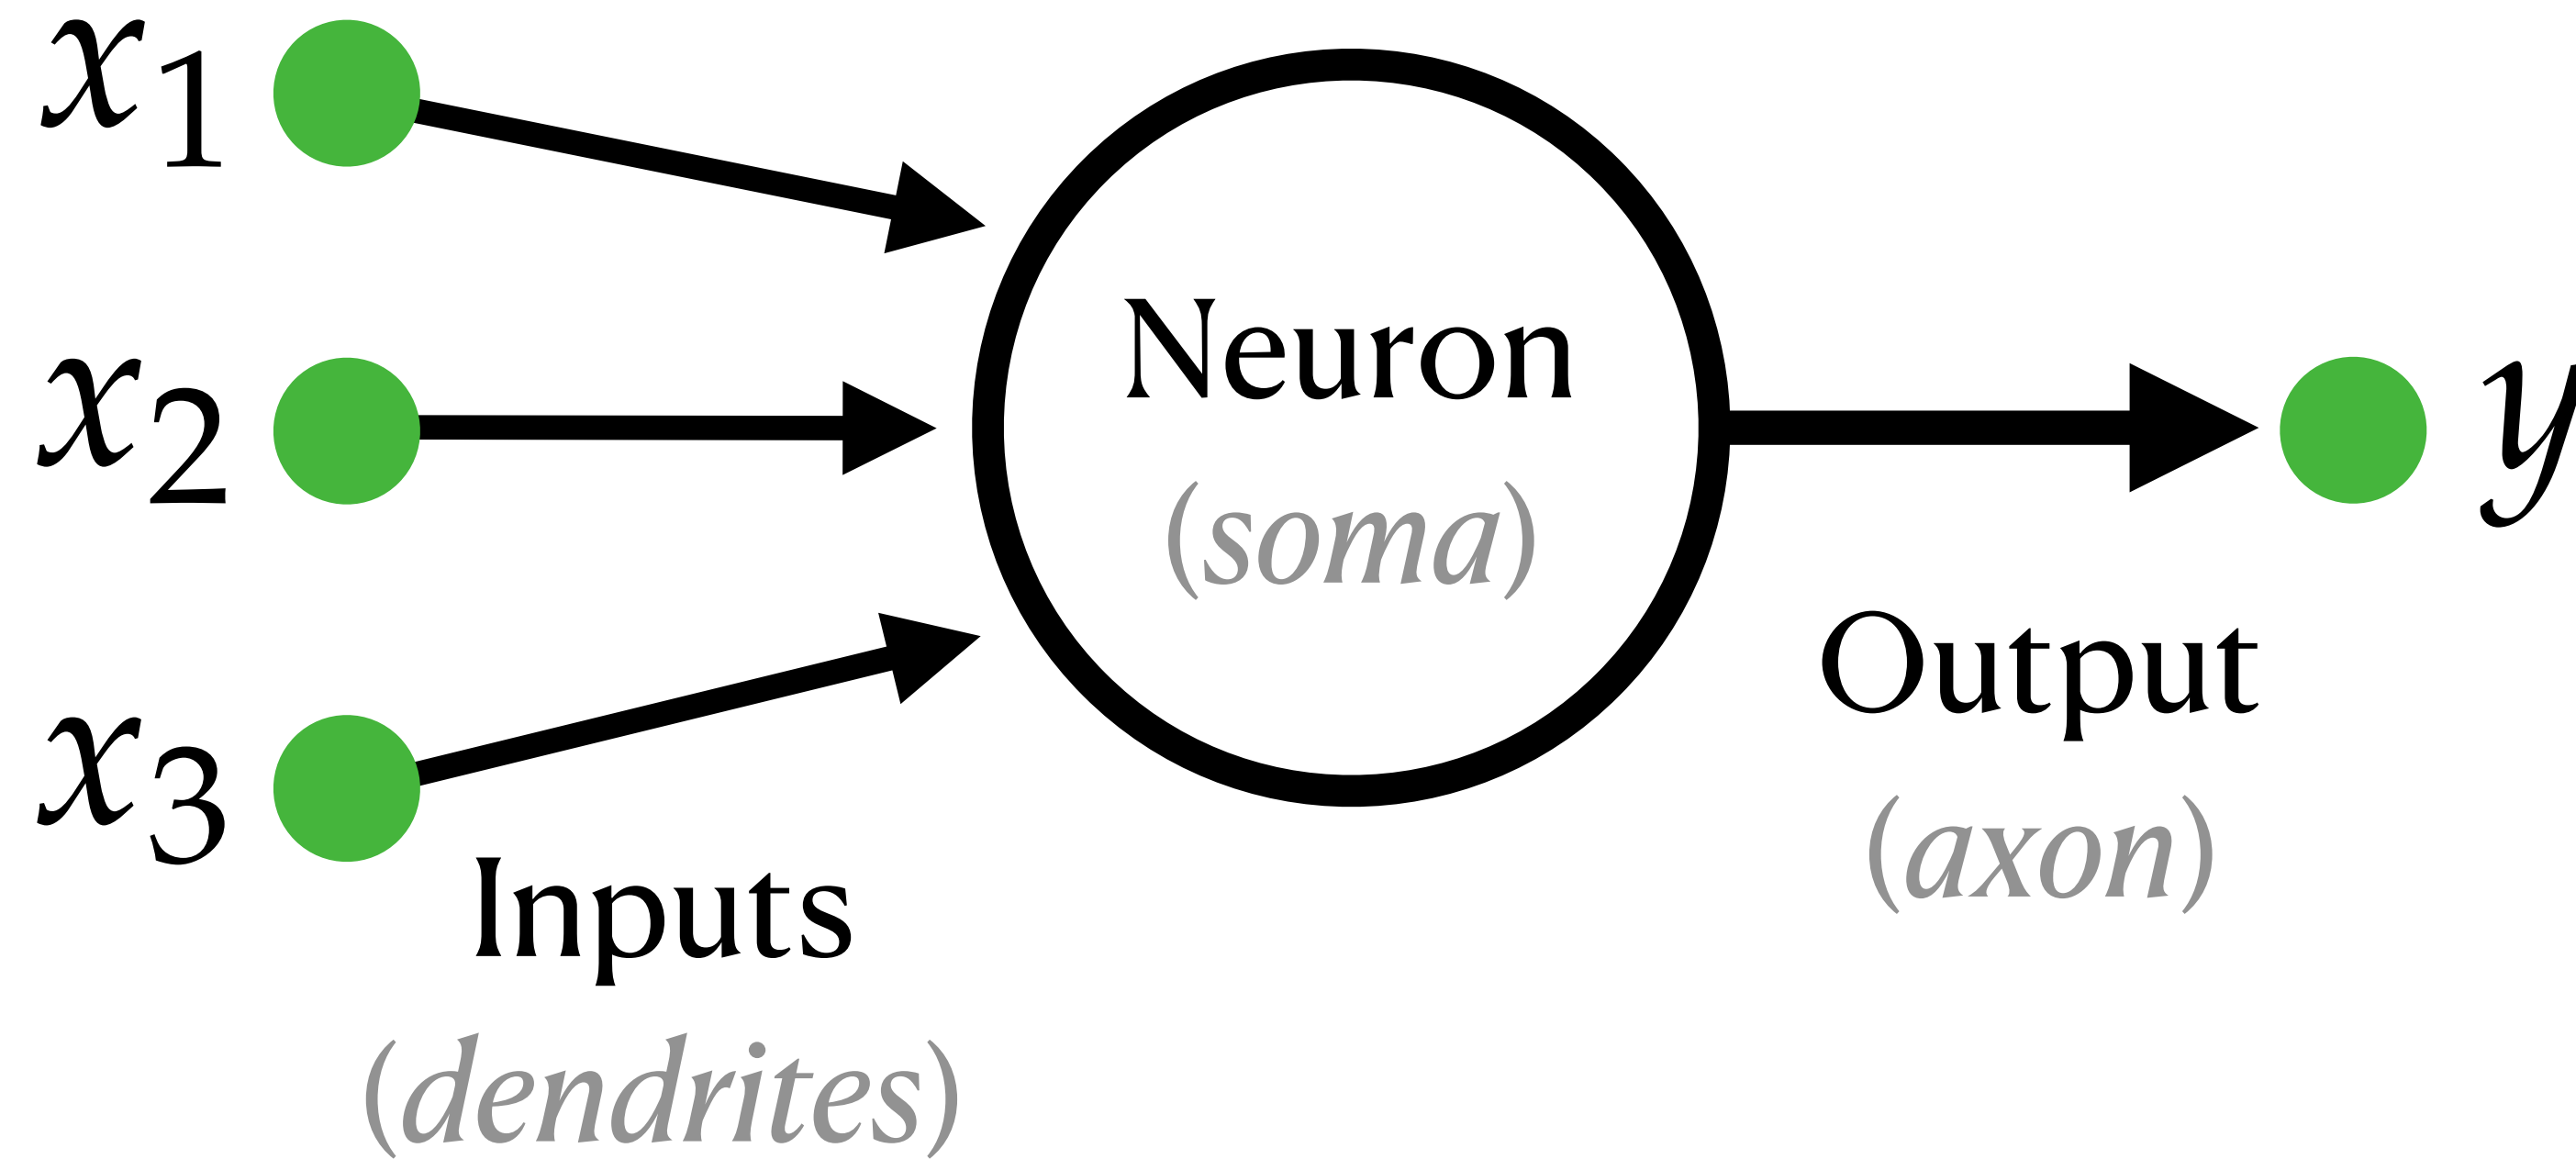 x1
x2
x3
Neuron
(soma)
y
Output
(axon)
Inputs
(dendrites)